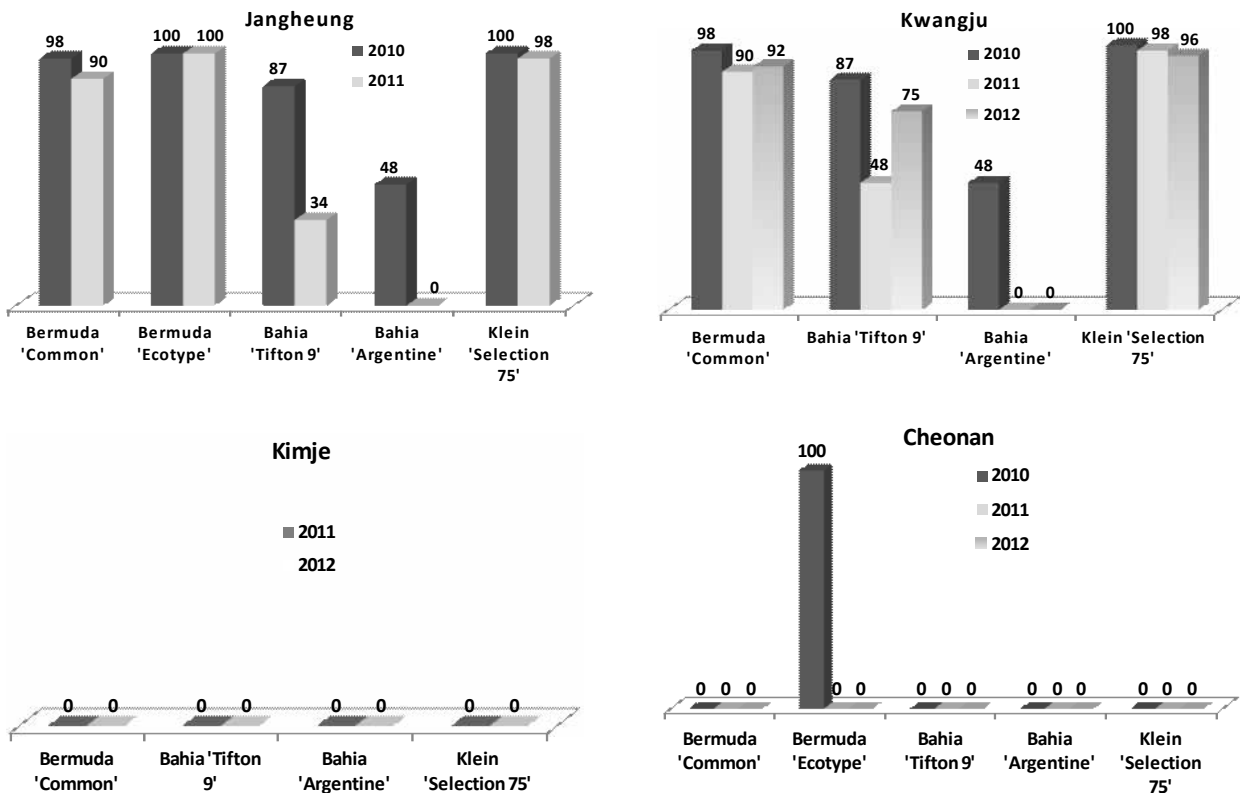 Jangheung
2010
2011
98
90
100
100
87
34
48
0
100
98
Bermuda
'Common'
Bermuda
'Ecotype'
Bahia
'Tifton 9'
Bahia
'Argentine'
Klein
'Selection
75'
Kwangju
2010
2011
2012
98
90
92
87
48
75
48
0
0
100
98
96
Bermuda
'Common'
Bahia 'Tifton 9'
Bahia
'Argentine'
Klein 'Selection
75'
Kimje
2011
2012
0 0
0 0
0 0
0 0
Bermuda
'Common'
Bahia 'Tifton
9'
Bahia
'Argentine'
Klein
'Selection 75'
Cheonan
2010
2011
2012
0 0 0
100
0 0
0 0 0
0 0 0
0 0 0
Bermuda
'Common'
Bermuda
'Ecotype'
Bahia
'Tifton 9'
Bahia
'Argentine'
Klein
'Selection
75'